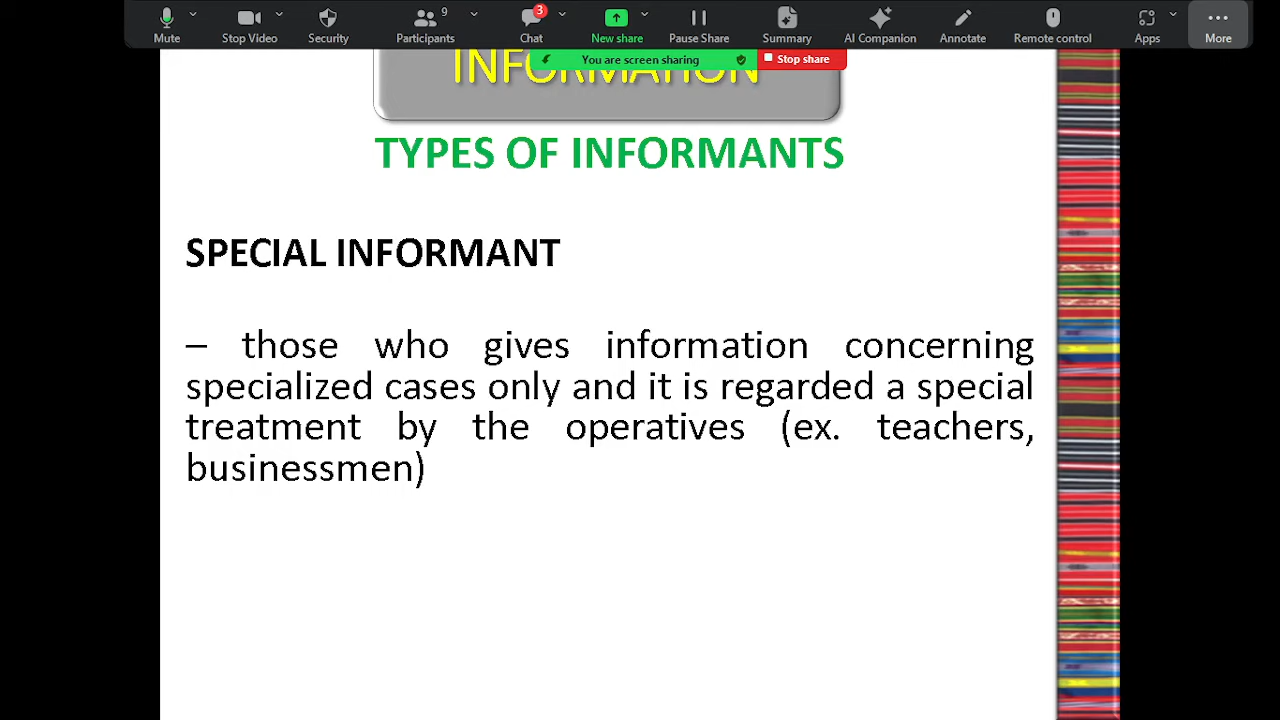 9
3
Mute
Stop Video
Security
Participants
Chat
New share
Pause Share
Summary
AI Companion
Annotate
Remote control
Apps
More
You are screen sharing
Stop share
INFORMATION
TYPES OF INFORMANTS
SPECIAL INFORMANT
– those who gives information concerning
specialized cases only and it is regarded a special
treatment by the operatives (ex. teachers,
businessmen)